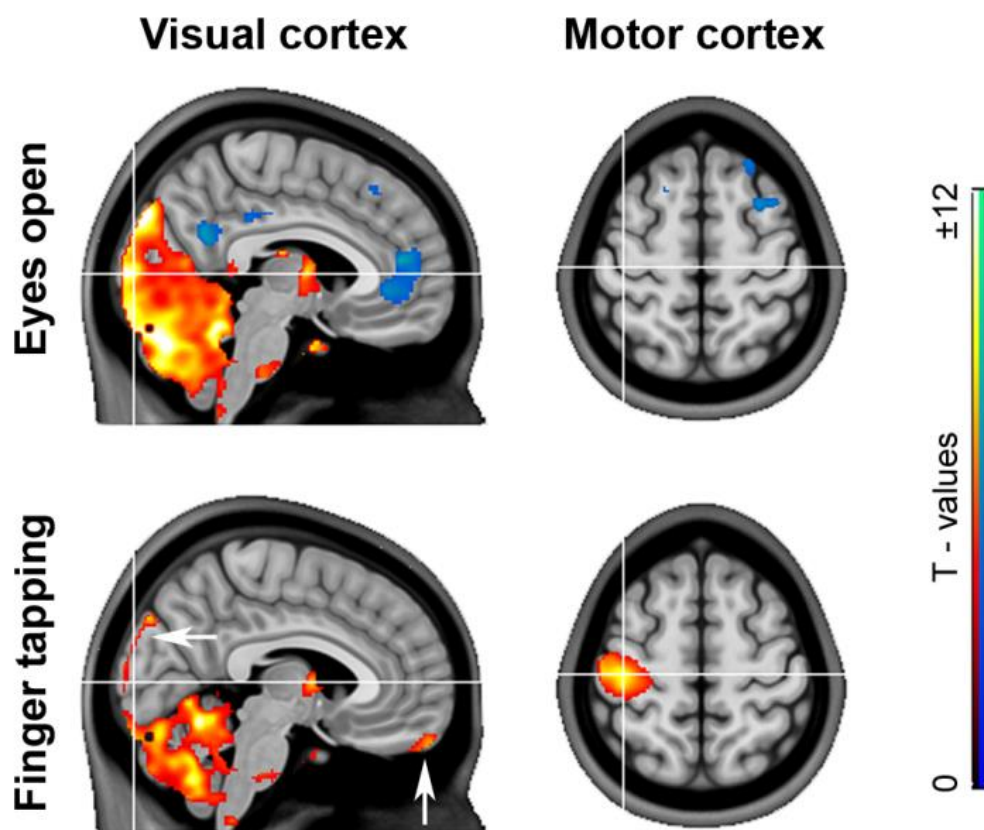 Visual cortex
Motor cortex
Eyes open
Finger tapping
±12
T - values
0